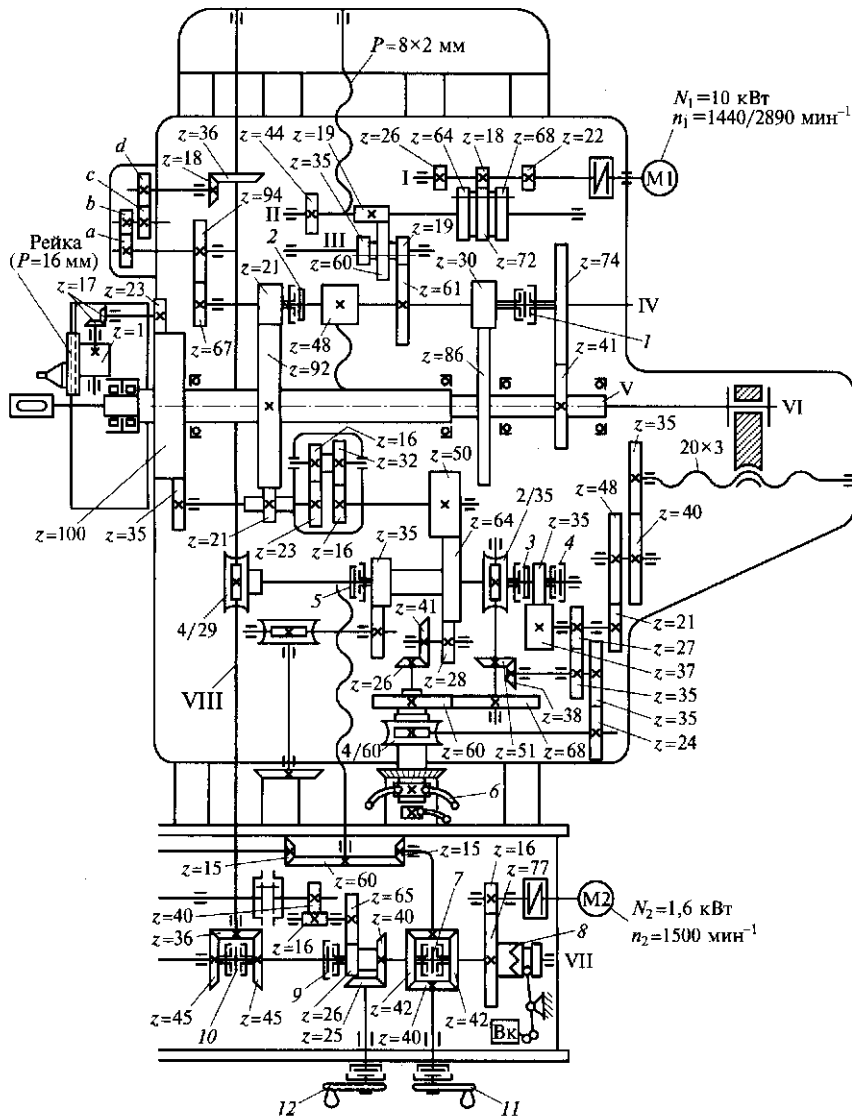 P=8×2 мм
N₁=10 кВт
n₁=1440/2890 мин⁻¹
z=36
z=44
z=19
z=26
z=64
z=18
z=68
z=22
d
z=18
z=35
c
I
M1
b
z=94
II
z=19
a
2
III
Рейка
(P=16 мм)
z=60
z=72
z=74
z=21
z=30
z=17
z=23
z=61
IV
z=1
z=48
1
z=67
z=92
z=86
z=41
V
VI
z=16
z=35
z=32
z=50
20×3
z=48
2/35
z=64
z=35
z=100
z=35
z=21
z=23
z=16
3
4
z=40
z=35
5
z=41
4/29
z=21
z=27
z=26
z=28
z=37
VIII
z=38
z=35
z=35
4/60
z=60
z=51
z=68
z=24
6
z=15
z=60
z=15
z=16
z=65
7
z=77
M2
N₂=1,6 кВт
n₂=1500 мин⁻¹
z=40
z=40
8
z=36
z=16
VII
9
z=45
10
z=45
z=26
z=25
z=42
z=40
z=42
Вк
12
11